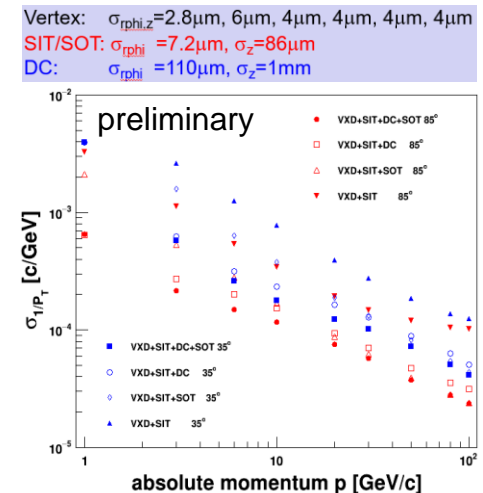 Vertex: σrphi,z=2.8μm, 6μm, 4μm, 4μm, 4μm, 4μm
SIT/SOT: σrphi =7.2μm, σz=86μm
DC: σrphi =110μm, σz=1mm
preliminary
VXD+SIT+DC+SOT 85°
VXD+SIT+DC 85°
VXD+SIT+SOT 85°
VXD+SIT 85°
VXD+SIT+DC+SOT 35°
VXD+SIT+DC 35°
VXD+SIT+SOT 35°
VXD+SIT 35°
σ1/PT [c/GeV]
10⁻²
10⁻³
10⁻⁴
10⁻⁵
1 10 10²
absolute momentum p [GeV/c]